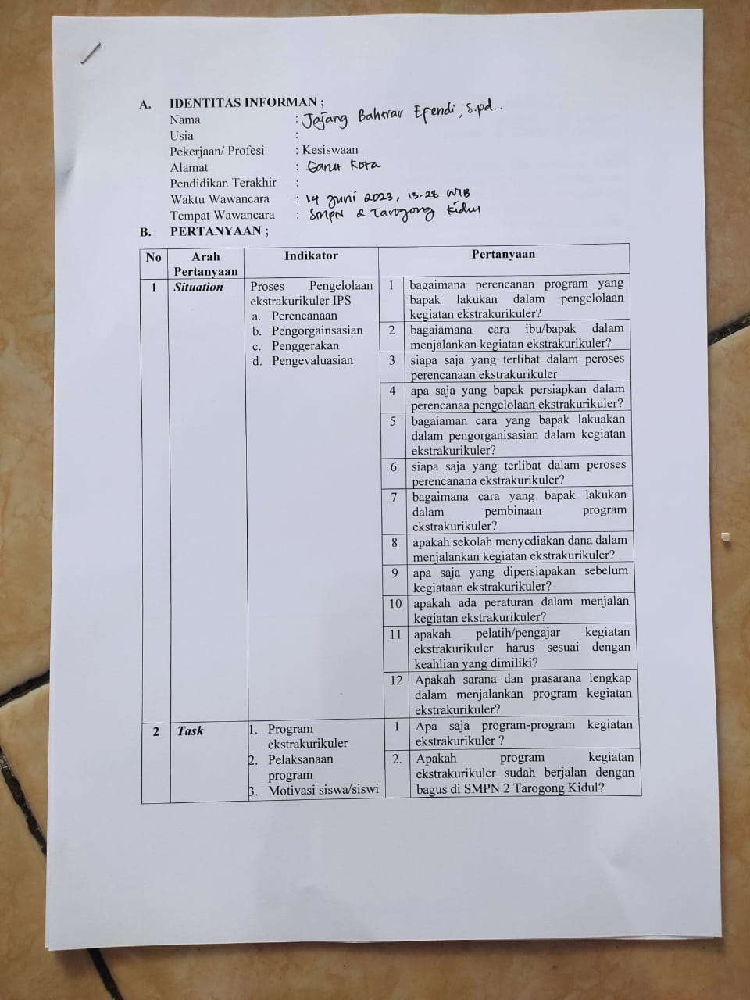 A. IDENTITAS INFORMAN ;
Nama : Jajang Efendi, S.pd..
Usia :
Pekerjaan/ Profesi : Kesiswaan
Alamat : Garut Kota
Pendidikan Terakhir :
Waktu Wawancara : 14 Juni 2023, 13.28 WIB
Tempat Wawancara : SMPN 2 Tarogong Kidul
B. PERTANYAAN ;
No Arah Pertanyaan Indikator Pertanyaan
1 Situation
Proses Pengelolaan
ekstrakurikuler IPS
a. Perencanaan
b. Pengorgainsasian
c. Penggerakan
d. Pengevaluasian
1 bagaimana perencanan program yang
bapak lakukan dalam pengelolaan
kegiatan ekstrakurikuler?
2 bagaiamana cara ibu/bapak dalam
menjalankan kegiatan ekstrakurikuler?
3 siapa saja yang terlibat dalam peroses
perencanaan ekstrakurikuler
4 apa saja yang bapak persiapkan dalam
perencanaa pengelolaan ekstrakurikuler?
5 bagaiaman cara yang bapak lakuakan
dalam pengorganisasian dalam kegiatan
ekstrakurikuler?
6 siapa saja yang terlibat dalam peroses
perencanana ekstrakurikuler?
7 bagaimana cara yang bapak lakukan
dalam pembinaan program
ekstrakurikuler?
8 apakah sekolah menyediakan dana dalam
menjalankan kegiatan ekstrakurikuler?
9 apa saja yang dipersiapakan sebelum
kegiataan ekstrakurikuler?
10 apakah ada peraturan dalam menjalan
kegiatan ekstrakurikuler?
11 apakah pelatih/pengajar kegiatan
ekstrakurikuler harus sesuai dengan
keahlian yang dimiliki?
12 Apakah sarana dan prasarana lengkap
dalam menjalankan program kegiatan
ekstrakurikuler?
2 Task
1. Program
ekstrakurikuler
2. Pelaksanaan
program
3. Motivasi siswa/siswi
1 Apa saja program-program kegiatan
ekstrakurikuler ?
2. Apakah program kegiatan
ekstrakurikuler sudah berjalan dengan
bagus di SMPN 2 Tarogong Kidul?